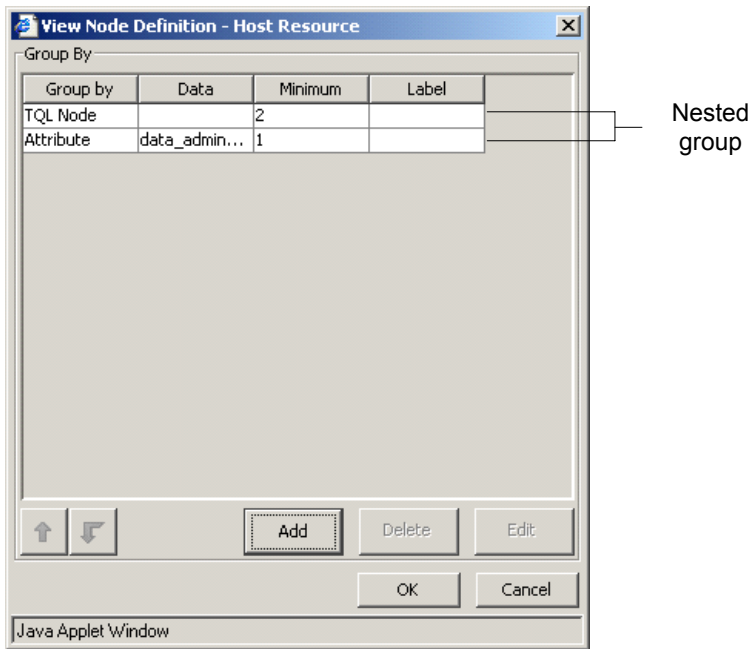 View Node Definition - Host Resource
Group By
Group by Data Minimum Label
TQL Node 2
Attribute data_admin... 1
Nested
group
Add Delete Edit
OK Cancel
Java Applet Window